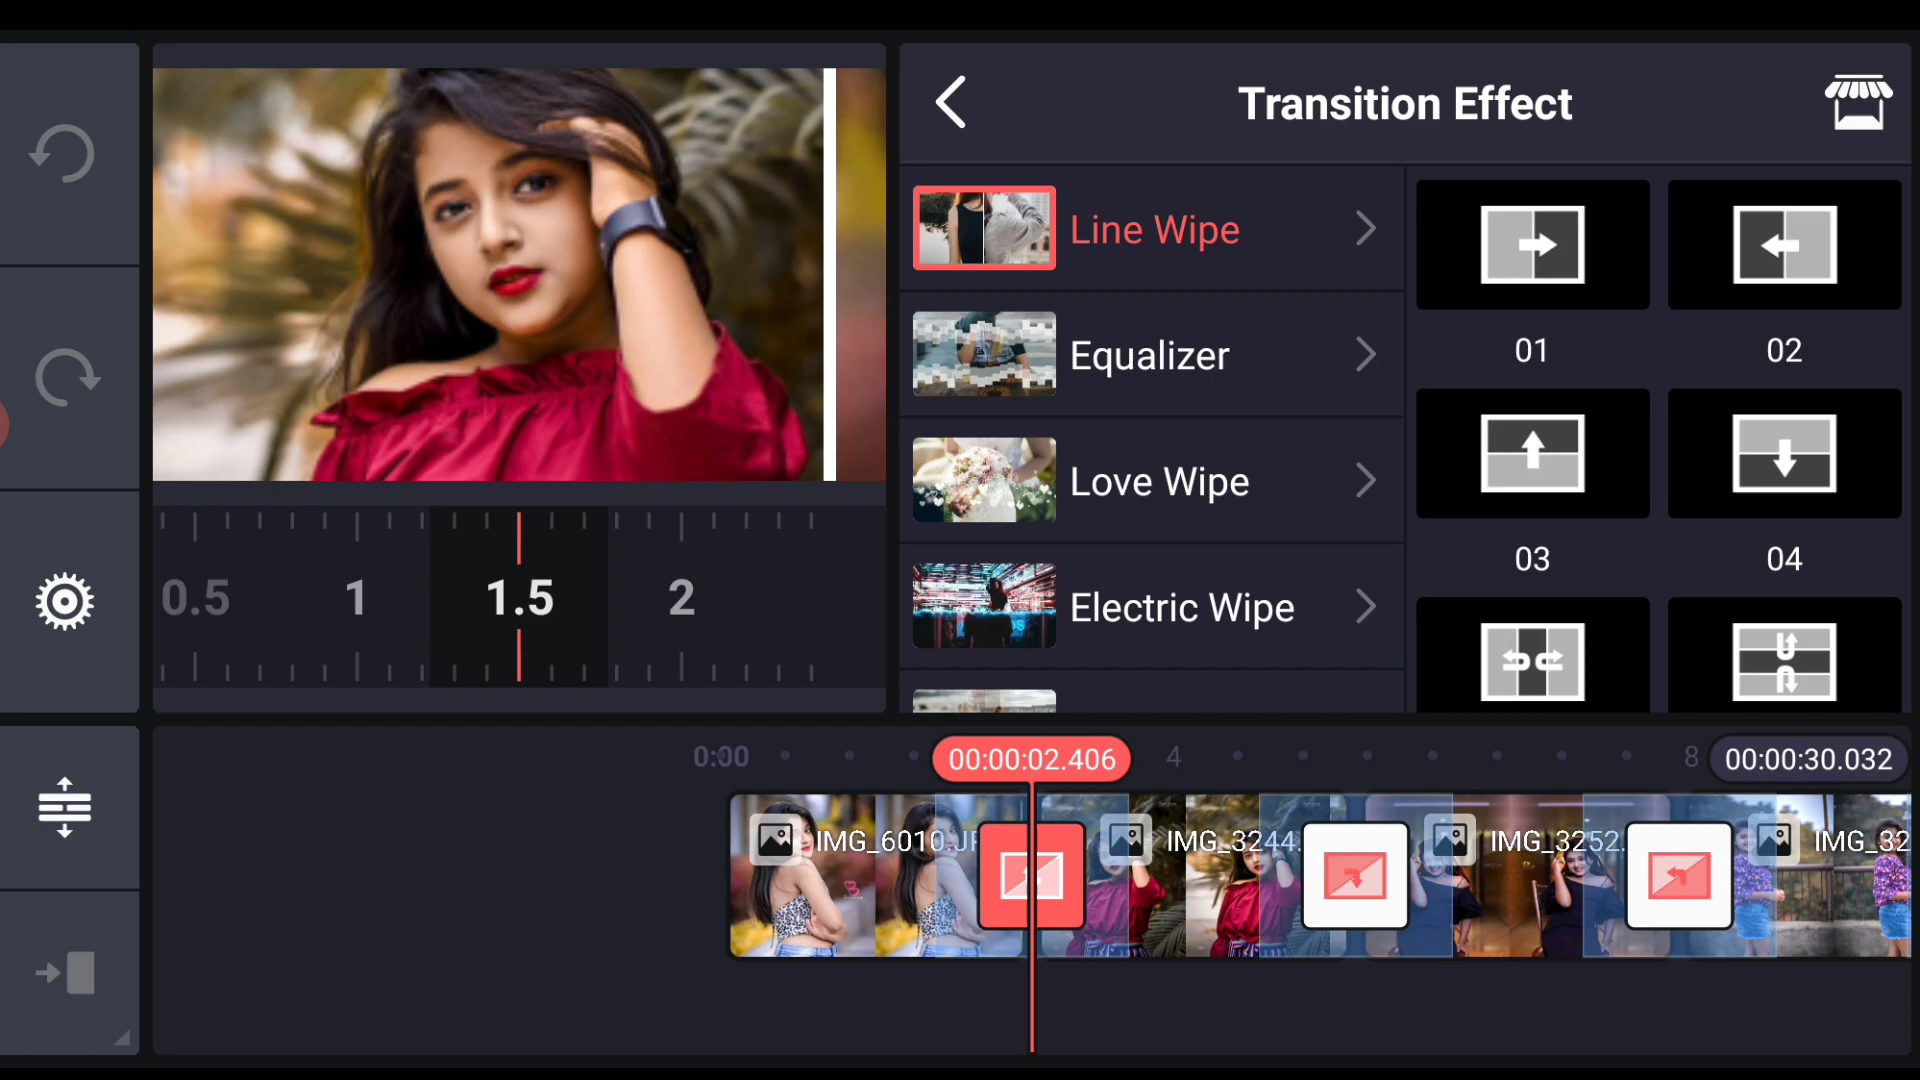 Transition Effect
Line Wipe
Equalizer
Love Wipe
Electric Wipe
01
02
03
04
0.5
1
1.5
2
0:00
00:00:02.406
4
8
00:00:30.032
IMG_6010.JP
IMG_3244.
IMG_3252.
IMG_32